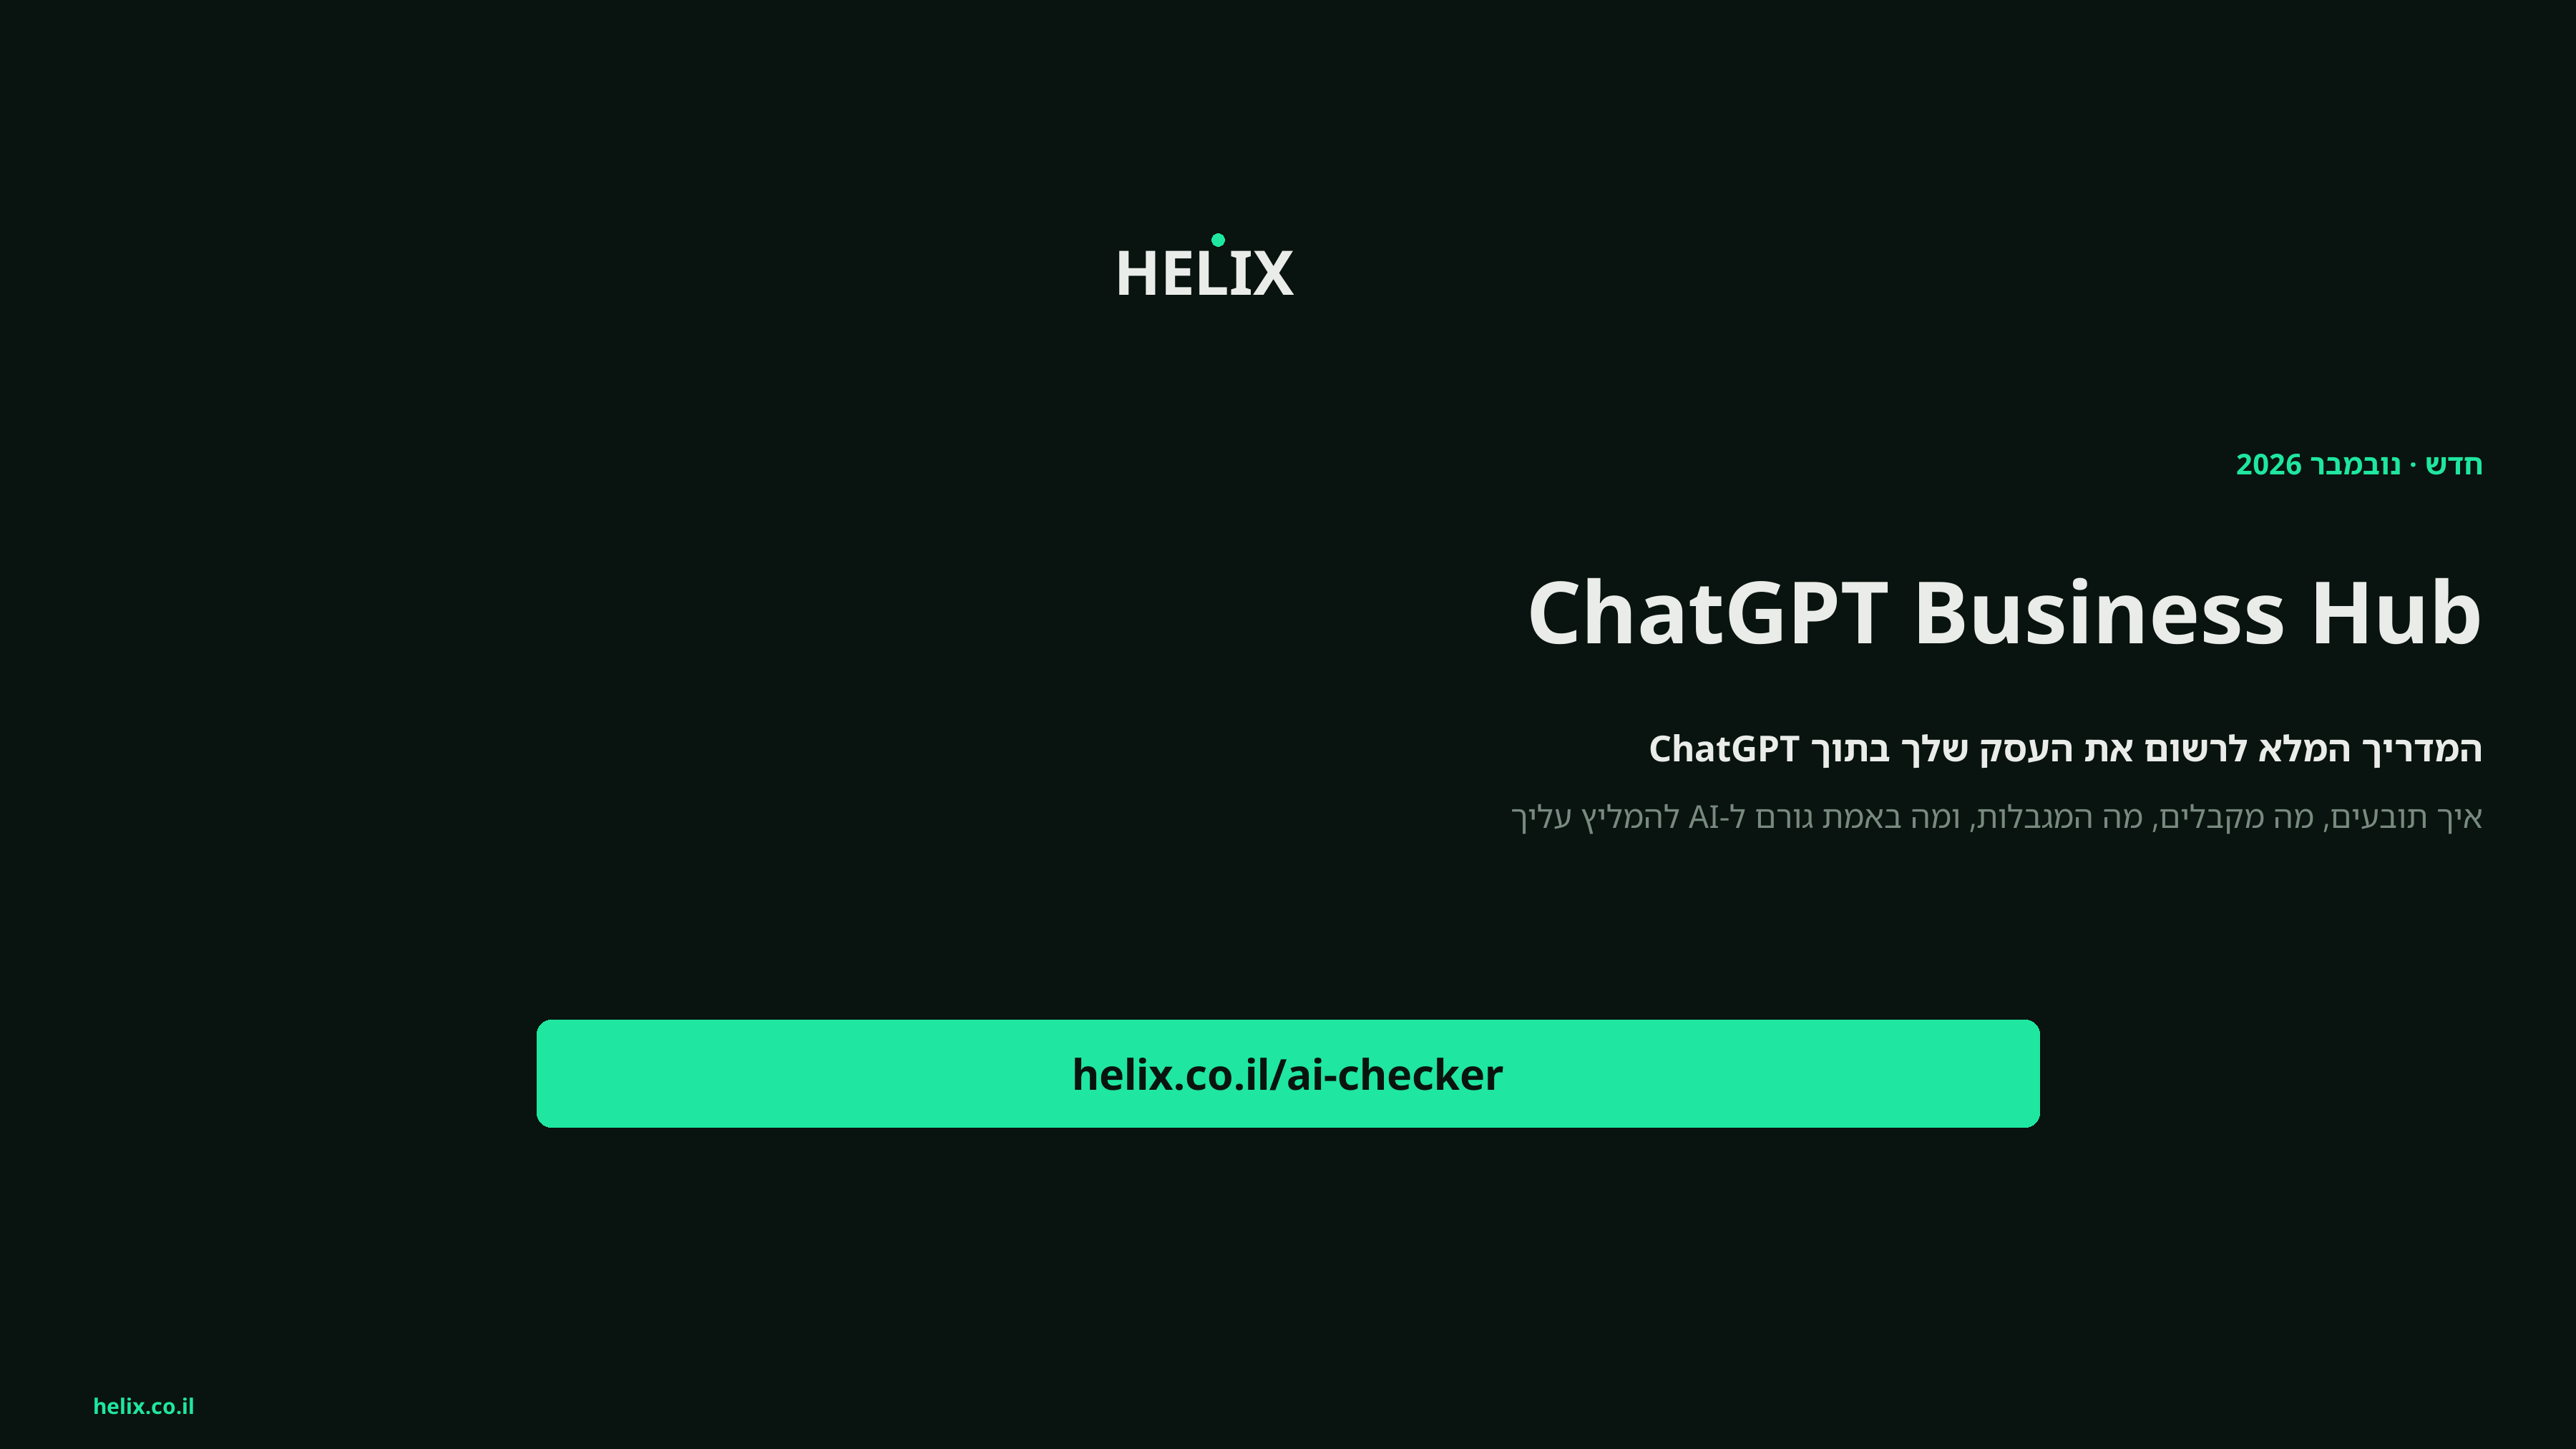 HELIX
חדש · נובמבר 2026
ChatGPT Business Hub
המדריך המלא לרשום את העסק שלך בתוך ChatGPT
איך תובעים, מה מקבלים, מה המגבלות, ומה באמת גורם ל-AI להמליץ עליך
helix.co.il/ai-checker
helix.co.il